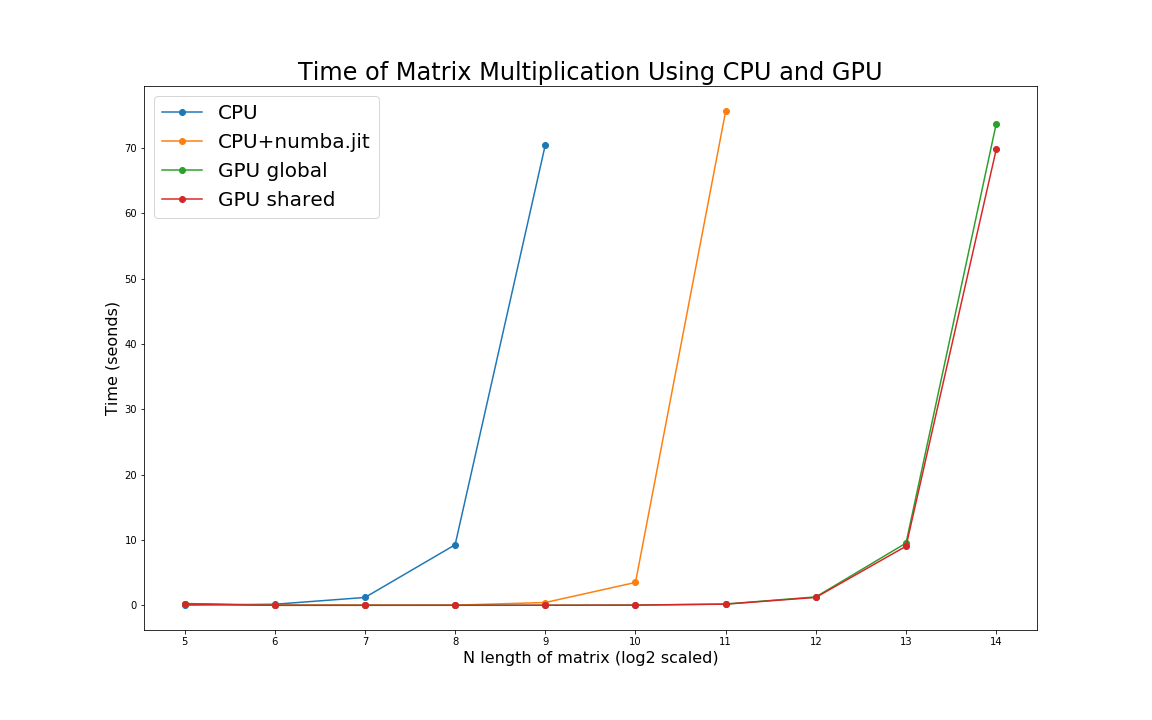 Time of Matrix Multiplication Using CPU and GPU
CPU
CPU+numba.jit
GPU global
GPU shared
Time (seonds)
70
60
50
40
30
20
10
0
5 6 7 8 9 10 11 12 13 14
N length of matrix (log2 scaled)